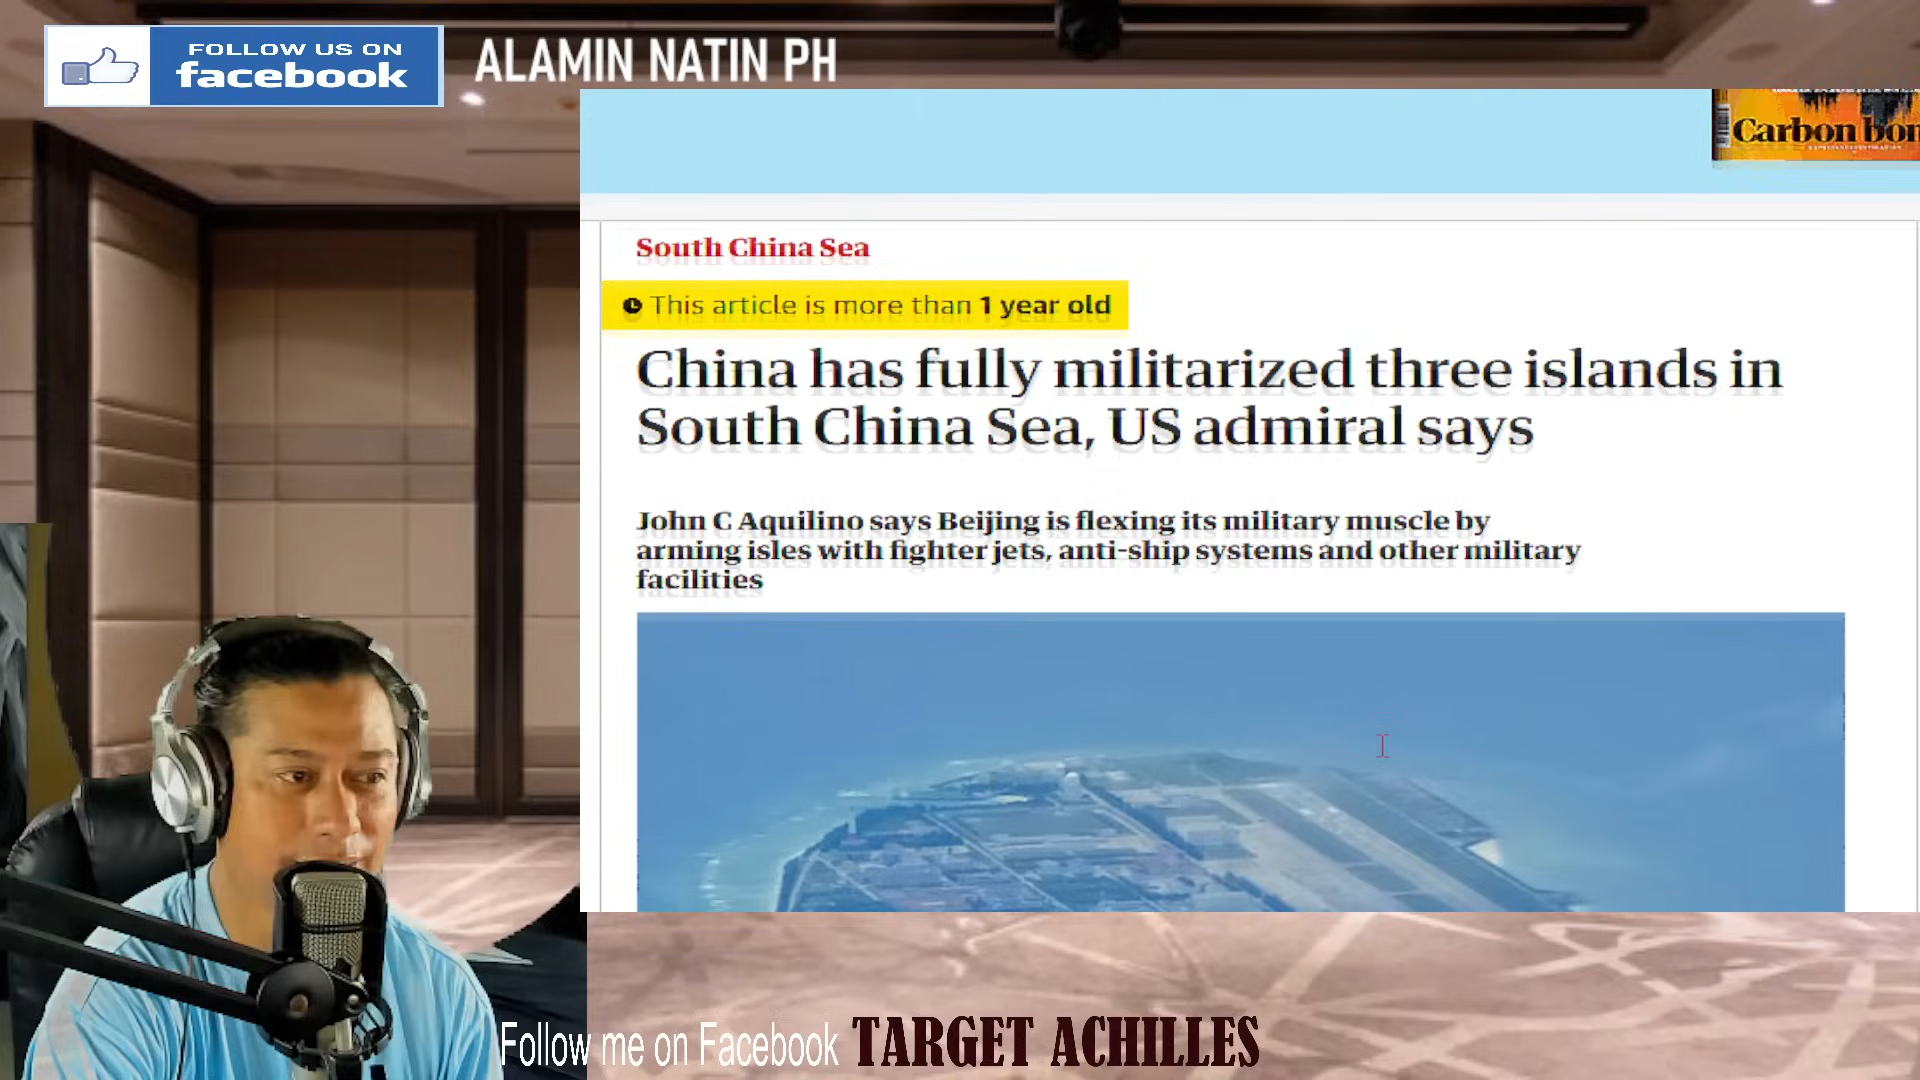 FOLLOW US ON
facebook
ALAMIN NATIN PH
Carbon bo
South China Sea
This article is more than 1 year old
China has fully militarized three islands in
South China Sea, US admiral says
John C Aquilino says Beijing is flexing its military muscle by
arming isles with fighter jets, anti-ship systems and other military
facilities
Follow me on Facebook TARGET ACHILLES